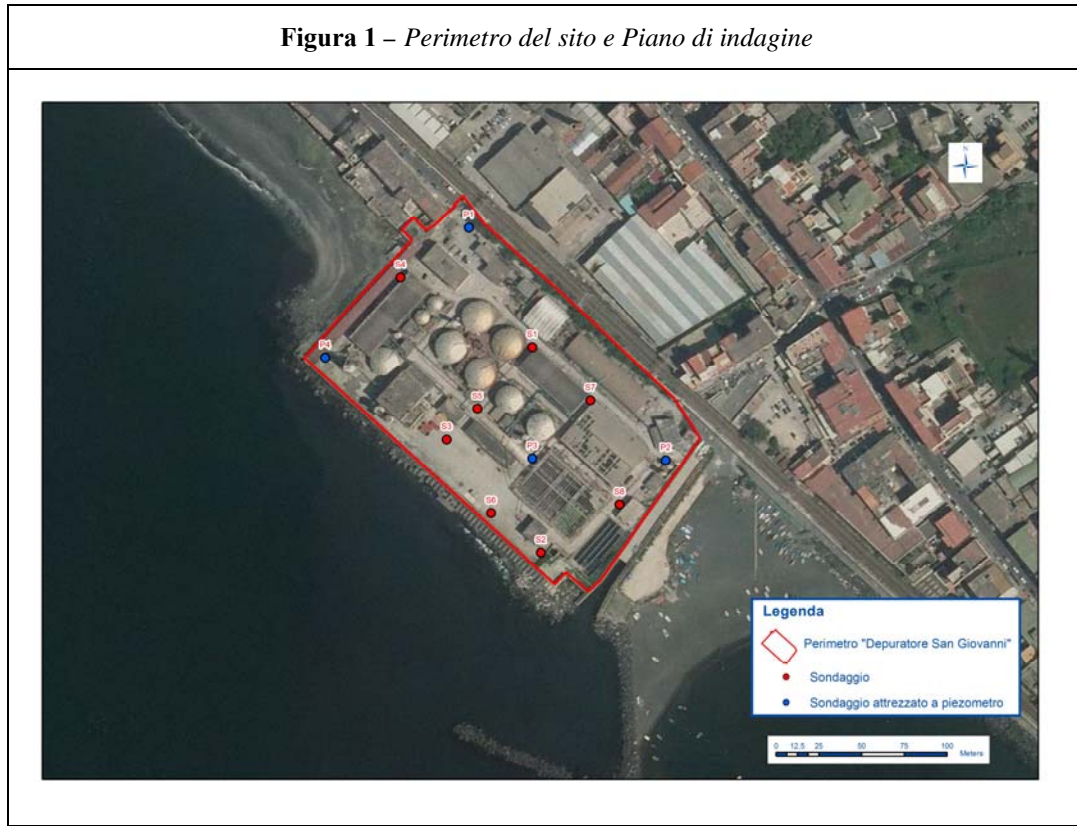 Figura 1 – Perimetro del sito e Piano di indagine
N
P1
S4
P4
S1
S7
S5
S3
P3
P2
S8
S6
S2
Legenda
Perimetro "Depuratore San Giovanni"
Sondaggio
Sondaggio attrezzato a piezometro
0 12.5 25 50 75 100
Meters